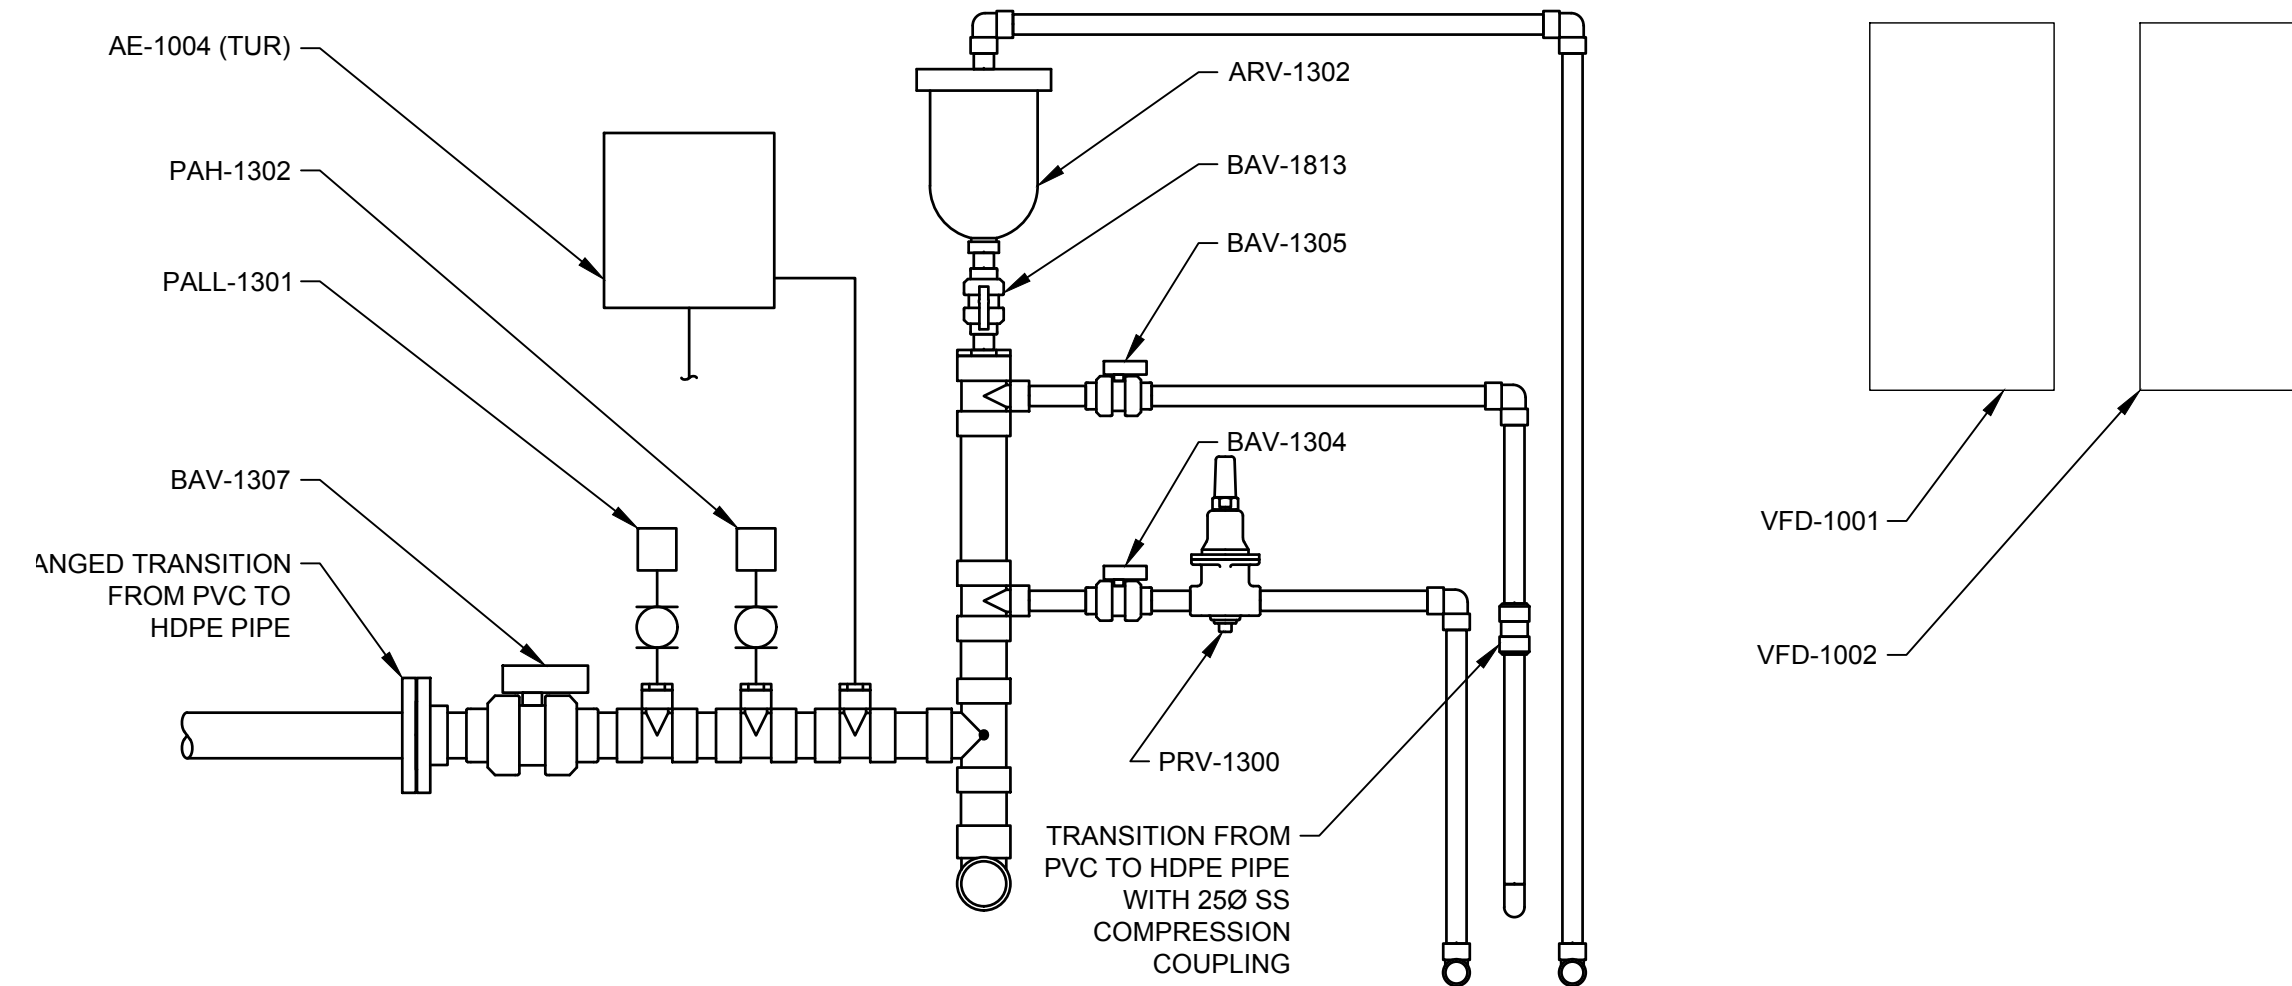 AE-1004 (TUR)
PAH-1302
PALL-1301
BAV-1307
ANGED TRANSITION
FROM PVC TO
HDPE PIPE
ARV-1302
BAV-1813
BAV-1305
BAV-1304
PRV-1300
TRANSITION FROM
PVC TO HDPE PIPE
WITH 25Ø SS
COMPRESSION
COUPLING
VFD-1001
VFD-1002